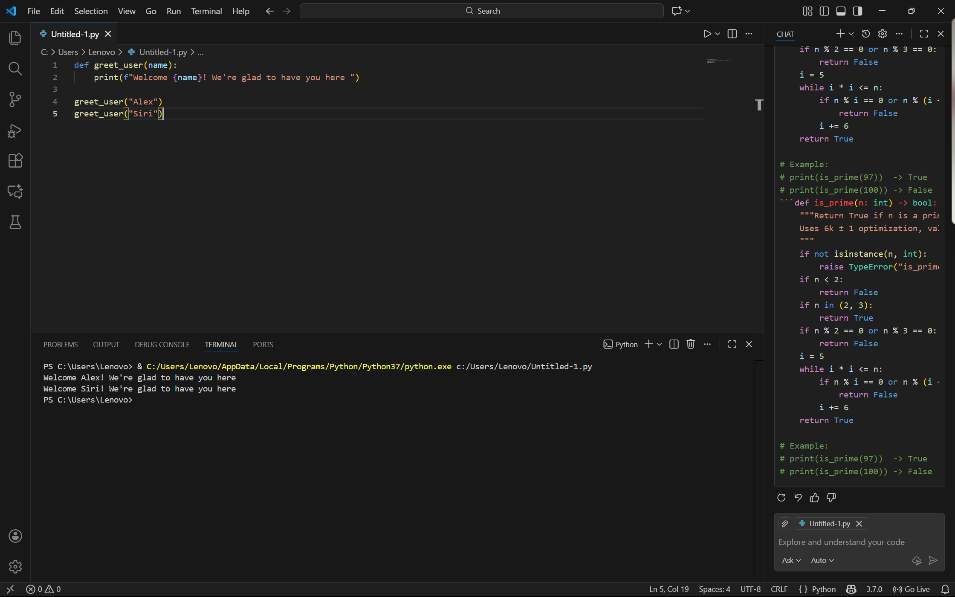 File Edit Selection View Go Run Terminal Help
Search
Untitled-1.py
C: > Users > Lenovo > Untitled-1.py > ...
1 def greet_user(name):
2     print(f"Welcome {name}! We're glad to have you here ")
3
4 greet_user("Alex")
5 greet_user("Siri")
PROBLEMS OUTPUT DEBUG CONSOLE TERMINAL PORTS
Python
PS C:\Users\Lenovo> & C:/Users/Lenovo/AppData/Local/Programs/Python/Python37/python.exe c:/Users/Lenovo/Untitled-1.py
Welcome Alex! We're glad to have you here
Welcome Siri! We're glad to have you here
PS C:\Users\Lenovo>
CHAT
if n % 2 == 0 or n % 3 == 0:
return False
i = 5
while i * i <= n:
if n % i == 0 or n % (i
return False
i += 6
return True
# Example:
# print(is_prime(97))  -> True
# print(is_prime(100)) -> False
```def is_prime(n: int) -> bool:
"""Return True if n is a pri
Uses 6k ± 1 optimization, va
"""
if not isinstance(n, int):
raise TypeError("is_prime
if n < 2:
return False
if n in (2, 3):
return True
if n % 2 == 0 or n % 3 == 0:
return False
i = 5
while i * i <= n:
if n % i == 0 or n % (i
return False
i += 6
return True
# Example:
# print(is_prime(97))  -> True
# print(is_prime(100)) -> False
Untitled-1.py
Explore and understand your code
Ask Auto
0 0
Ln 5, Col 19 Spaces: 4 UTF-8 CRLF {} Python 3.7.0 Go Live